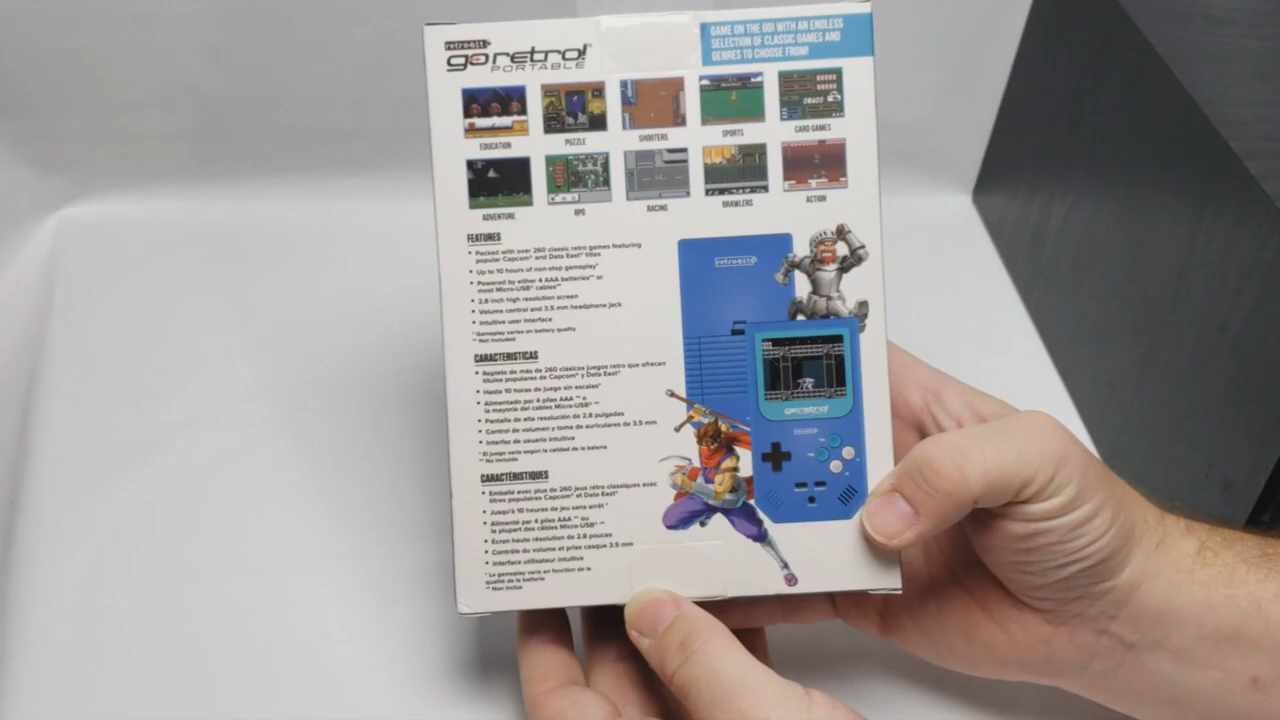 retro-bit
go retro!
PORTABLE
GAME ON THE GO! WITH AN ENDLESS
SELECTION OF CLASSIC GAMES AND
GENRES TO CHOOSE FROM!
EDUCATION
PUZZLE
SHOOTERS
SPORTS
CARD GAMES
ADVENTURE
RPG
RACING
BRAWLERS
ACTION
FEATURES
• Packed with over 260 classic retro games featuring
popular Capcom® and Data East® titles
• Up to 10 hours of non-stop gameplay*
• Powered by either 4 AAA batteries** or
most Micro-USB® cables**
• 2.8 inch high resolution screen
• Volume control and 3.5 mm headphone jack
• Intuitive user interface
* Gameplay varies on battery quality
** Not included
CARACTERISTICAS
• Repleto de más de 260 clásicos juegos retro que ofrecen
títulos populares de Capcom® y Data East®
• Hasta 10 horas de juego sin escalas*
• Alimentado por 4 pilas AAA ** o
la mayoría del cables Micro-USB® **
• Pantalla de alta resolución de 2.8 pulgadas
• Control de volumen y toma de auriculares de 3.5 mm
• Interfaz de usuario intuitiva
* El juego varía según la calidad de la batería
** No incluido
CARACTÉRISTIQUES
• Emballé avec plus de 260 jeux rétro classiques avec
titres populaires Capcom® et Data East®
• Jusqu'à 10 heures de jeu sans arrêt*
• Alimenté par 4 piles AAA ** ou
la plupart des câbles Micro-USB® **
• Écran haute résolution de 2.8 pouces
• Contrôle du volume et prise casque 3.5 mm
• Interface utilisateur intuitive
* Le gameplay varie en fonction de la
qualité de la batterie
** Non inclus
retro-bit
go retro!